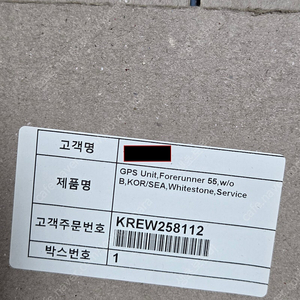 고객명
제품명
GPS Unit,Forerunner 55,w/o
B,KOR/SEA,Whitestone,Service
고객주문번호
KREW258112
박스번호
1